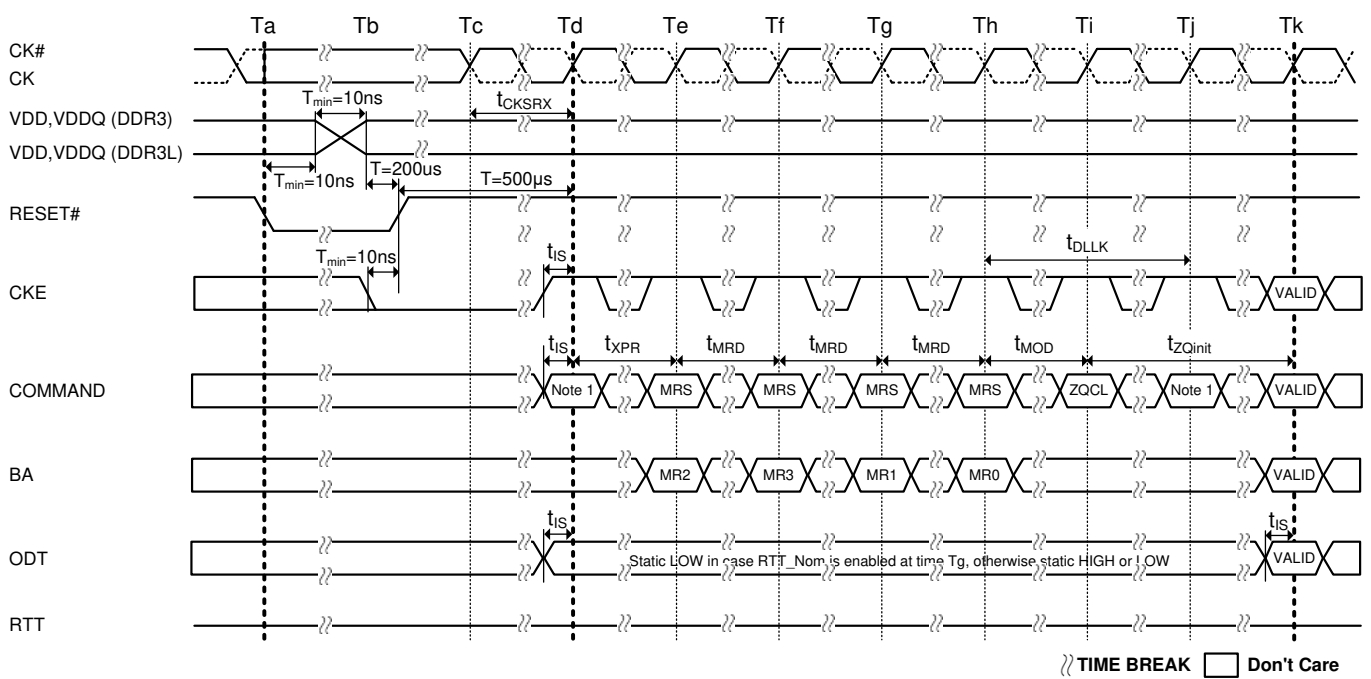 Ta Tb Tc Td Te Tf Tg Th Ti Tj Tk
CK#
CK
Tmin=10ns
tCKSRX
VDD,VDDQ (DDR3)
VDD,VDDQ (DDR3L)
Tmin=10ns
T=200us
T=500µs
RESET#
Tmin=10ns
tIS
tDLLK
CKE
VALID
tIS tXPR tMRD tMRD tMRD tMOD tZQinit
COMMAND
Note 1 MRS MRS MRS MRS ZQCL Note 1 VALID
BA
MR2 MR3 MR1 MR0 VALID
tIS tIS
ODT
Static LOW in case RTT_Nom is enabled at time Tg, otherwise static HIGH or LOW
VALID
RTT
TIME BREAK
Don't Care